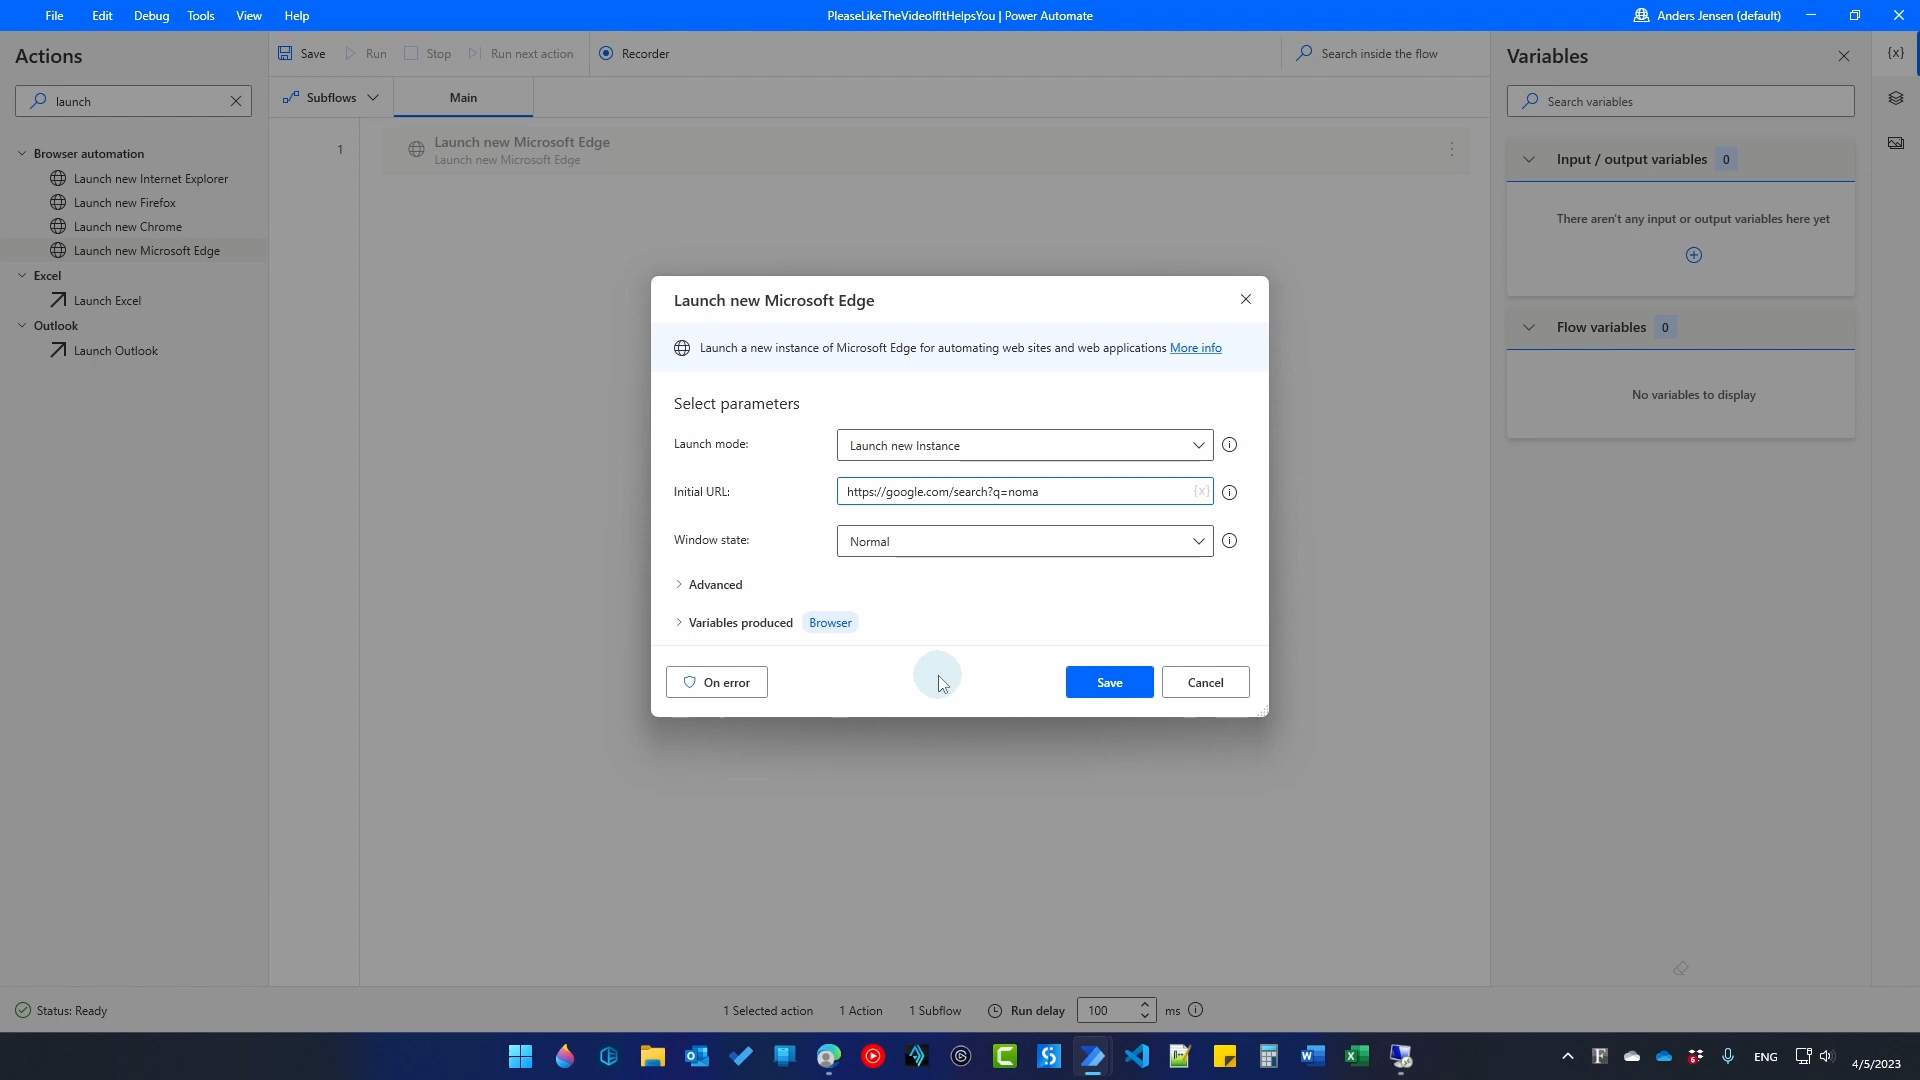 File Edit Debug Tools View Help
PleaseLikeTheVideoIfItHelpsYou | Power Automate
Anders Jensen (default)
Actions
launch
Browser automation
Launch new Internet Explorer
Launch new Firefox
Launch new Chrome
Launch new Microsoft Edge
Excel
Launch Excel
Outlook
Launch Outlook
Save Run Stop Run next action Recorder
Search inside the flow
Subflows Main
1
Launch new Microsoft Edge
Launch new Microsoft Edge
Launch new Microsoft Edge
Launch a new instance of Microsoft Edge for automating web sites and web applications More info
Select parameters
Launch mode: Launch new Instance
Initial URL: https://google.com/search?q=noma {x}
Window state: Normal
Advanced
Variables produced Browser
On error Save Cancel
Variables
{x}
Search variables
Input / output variables 0
There aren't any input or output variables here yet
Flow variables 0
No variables to display
Status: Ready 1 Selected action 1 Action 1 Subflow Run delay 100 ms
ENG
4/5/2023